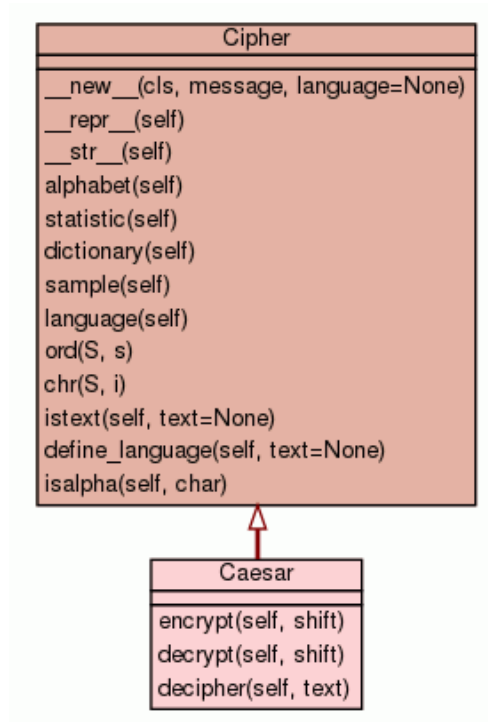 Cipher
__new__(cls, message, language=None)
__repr__(self)
__str__(self)
alphabet(self)
statistic(self)
dictionary(self)
sample(self)
language(self)
ord(S, s)
chr(S, i)
istext(self, text=None)
define_language(self, text=None)
isalpha(self, char)
Caesar
encrypt(self, shift)
decrypt(self, shift)
decipher(self, text)